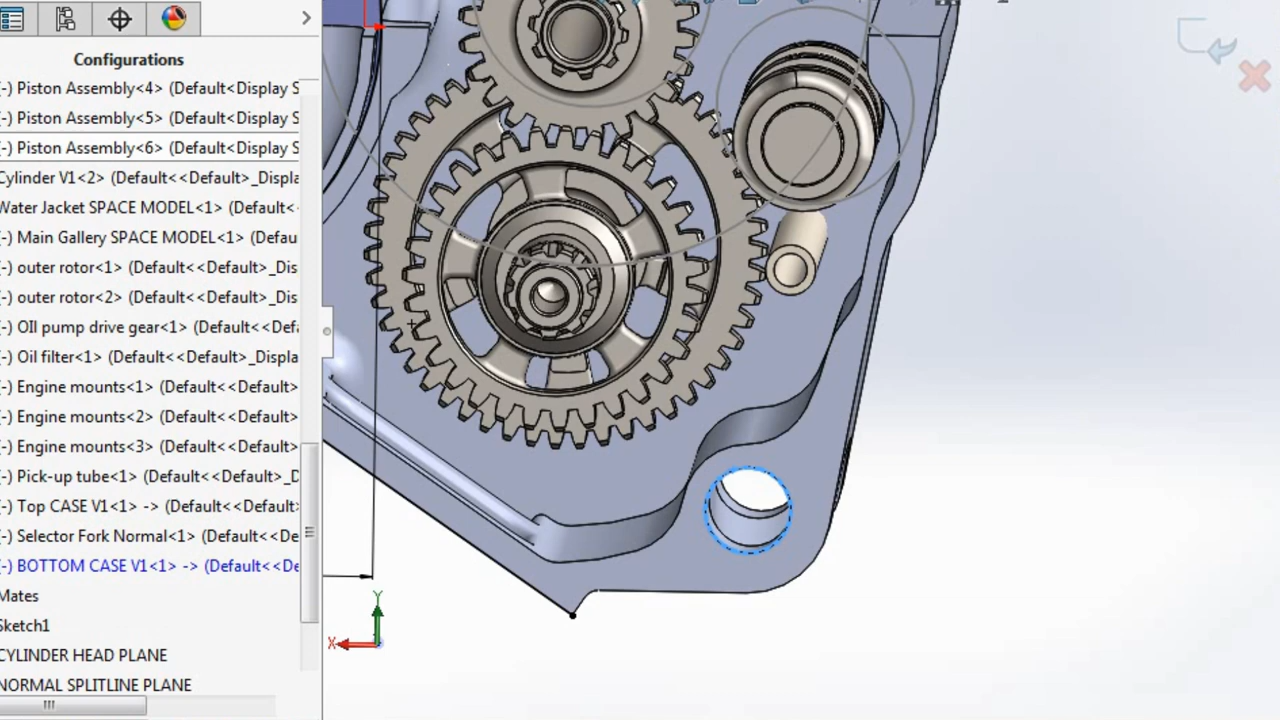 Configurations
(-) Piston Assembly<4> (Default<Display S
(-) Piston Assembly<5> (Default<Display S
(-) Piston Assembly<6> (Default<Display S
Cylinder V1<2> (Default<<Default>_Displa
Water Jacket SPACE MODEL<1> (Default<
(-) Main Gallery SPACE MODEL<1> (Defau
(-) outer rotor<1> (Default<<Default>_Dis
(-) outer rotor<2> (Default<<Default>_Dis
(-) OIl pump drive gear<1> (Default<<Defa
(-) Oil filter<1> (Default<<Default>_Displa
(-) Engine mounts<1> (Default<<Default>
(-) Engine mounts<2> (Default<<Default>
(-) Engine mounts<3> (Default<<Default>
(-) Pick-up tube<1> (Default<<Default>_D
(-) Top CASE V1<1> -> (Default<<Default>
(-) Selector Fork Normal<1> (Default<<De
(-) BOTTOM CASE V1<1> -> (Default<<De
Mates
Sketch1
CYLINDER HEAD PLANE
NORMAL SPLITLINE PLANE
Y
X